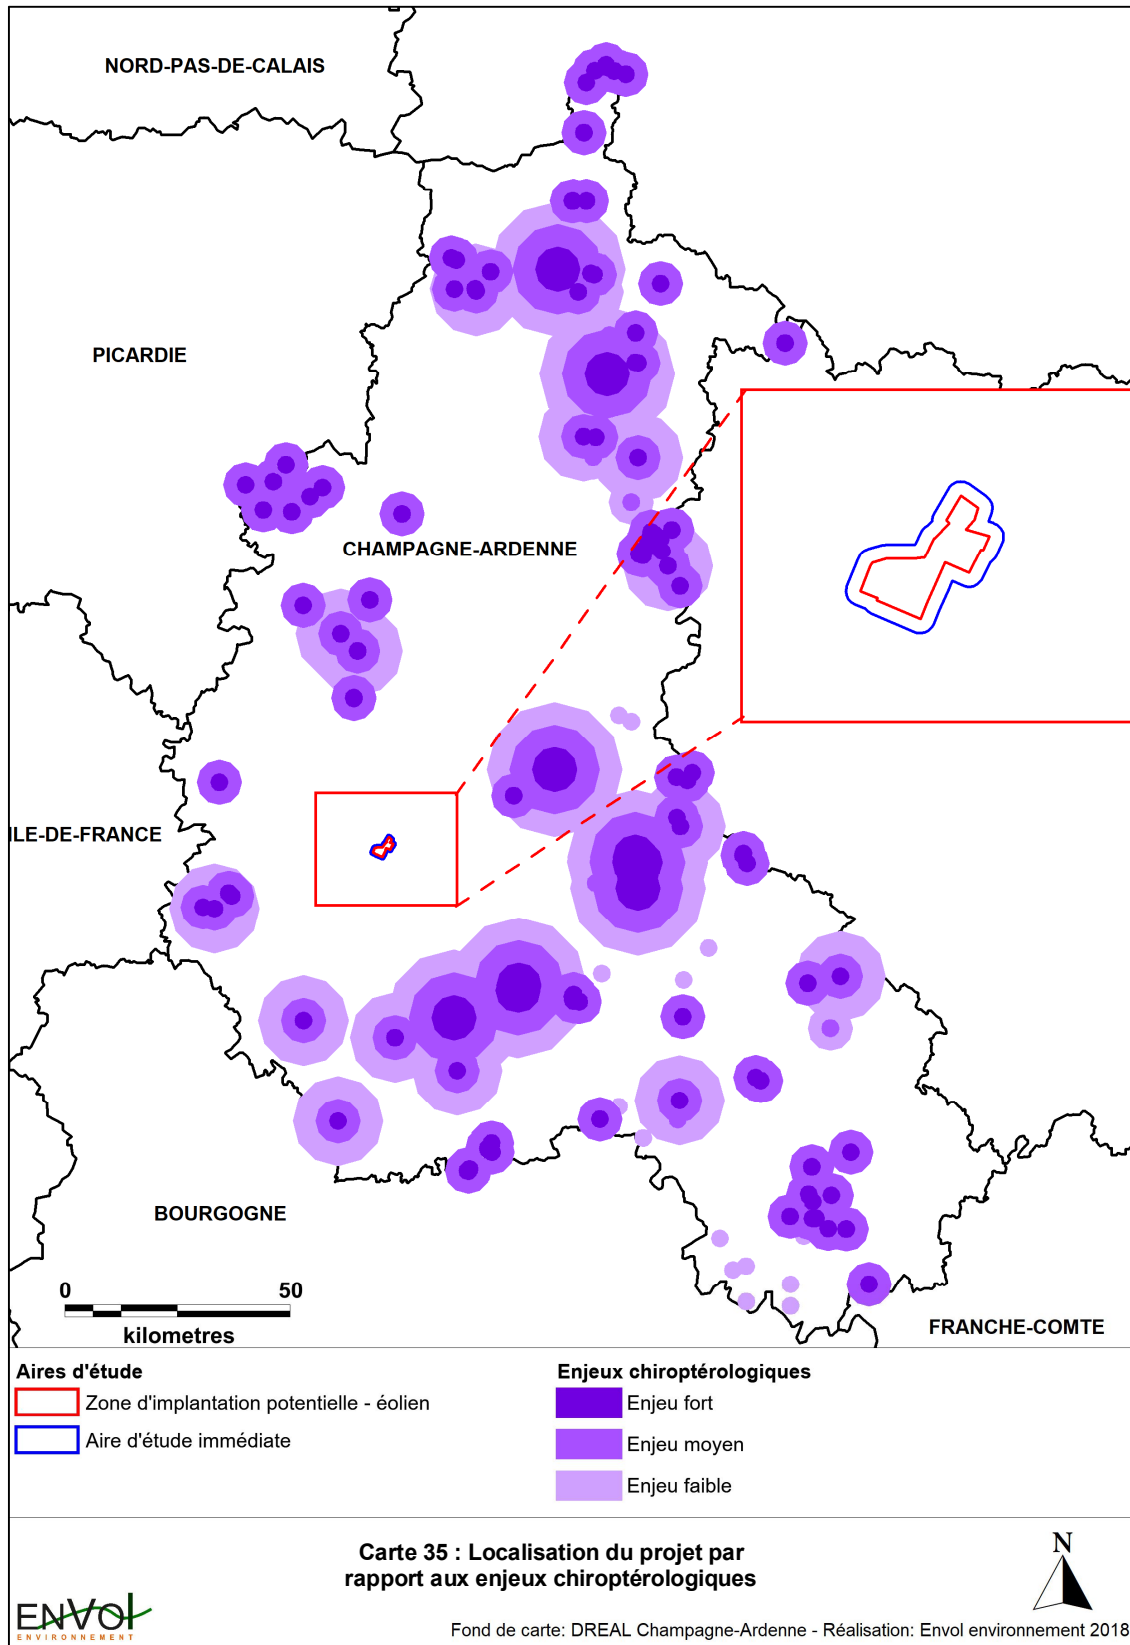 NORD-PAS-DE-CALAIS
PICARDIE
CHAMPAGNE-ARDENNE
ILE-DE-FRANCE
BOURGOGNE
0 50
kilometres
FRANCHE-COMTE
Aires d'étude
Zone d'implantation potentielle - éolien
Aire d'étude immédiate
Enjeux chiroptérologiques
Enjeu fort
Enjeu moyen
Enjeu faible
Carte 35 : Localisation du projet par
rapport aux enjeux chiroptérologiques
N
ENVOl
ENVIRONNEMENT
Fond de carte: DREAL Champagne-Ardenne - Réalisation: Envol environnement 2018